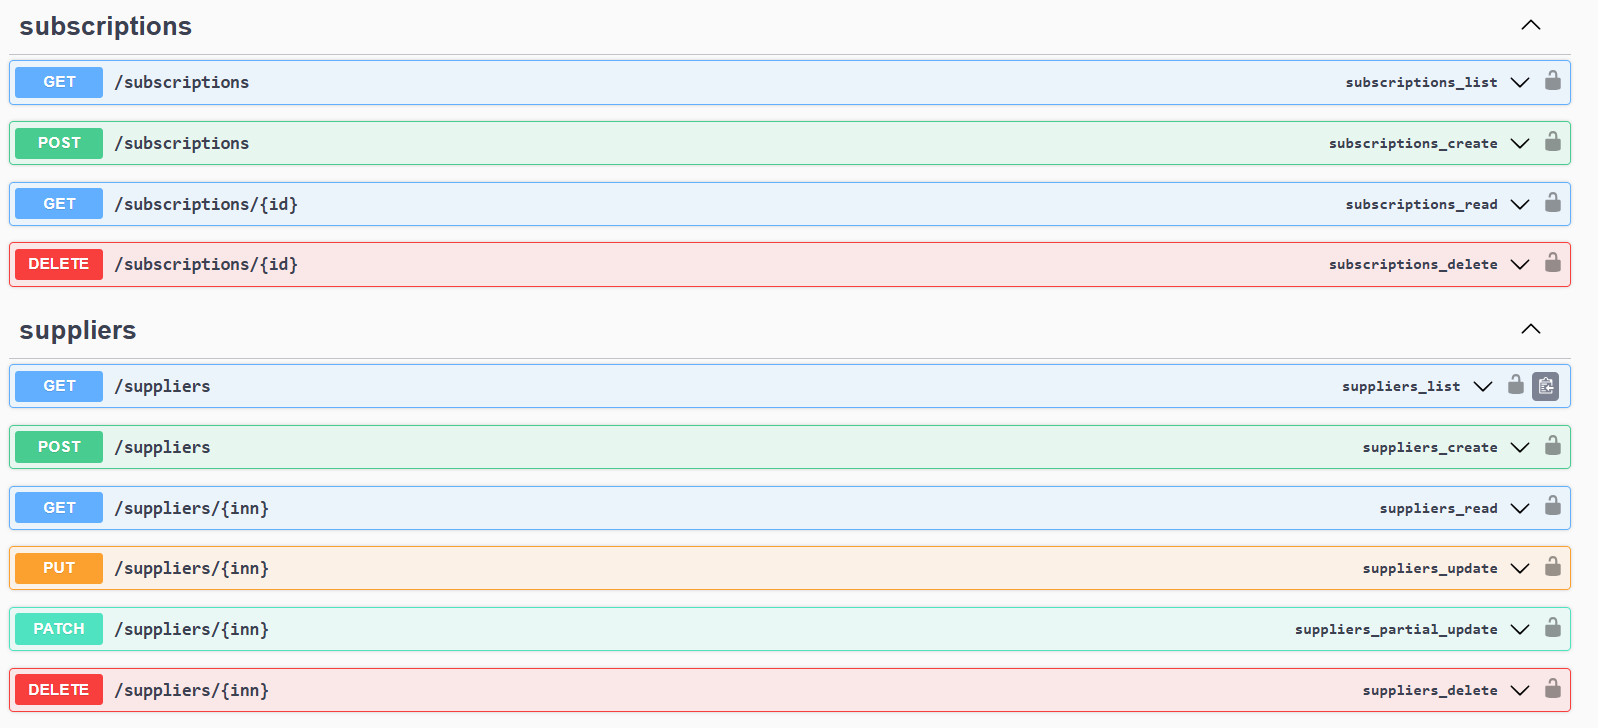 subscriptions
GET /subscriptions subscriptions_list
POST /subscriptions subscriptions_create
GET /subscriptions/{id} subscriptions_read
DELETE /subscriptions/{id} subscriptions_delete
suppliers
GET /suppliers suppliers_list
POST /suppliers suppliers_create
GET /suppliers/{inn} suppliers_read
PUT /suppliers/{inn} suppliers_update
PATCH /suppliers/{inn} suppliers_partial_update
DELETE /suppliers/{inn} suppliers_delete